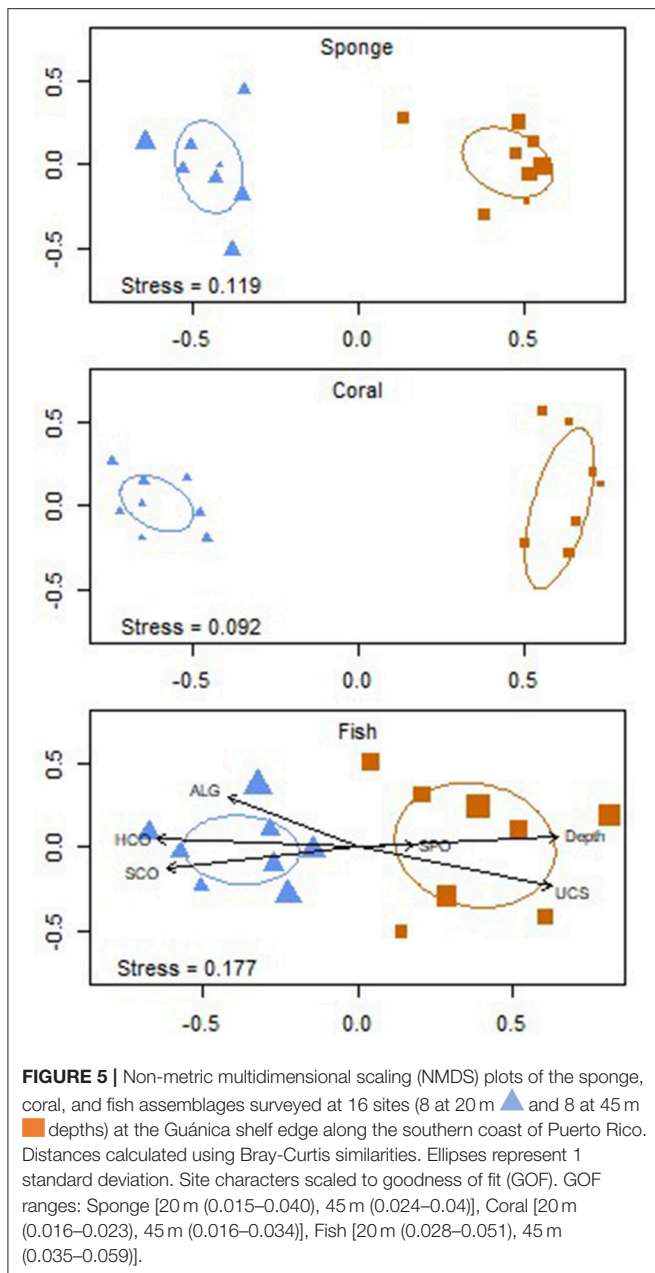 Sponge
0.5
0.0
-0.5
Stress = 0.119
-0.5 0.0 0.5
Coral
0.5
0.0
-0.5
Stress = 0.092
-0.5 0.0 0.5
Fish
0.5
0.0
-0.5
ALG
HCO
SCO
SPO
Depth
UCS
Stress = 0.177
-0.5 0.0 0.5
FIGURE 5 | Non-metric multidimensional scaling (NMDS) plots of the sponge,
coral, and fish assemblages surveyed at 16 sites (8 at 20 m and 8 at 45 m
depths) at the Guánica shelf edge along the southern coast of Puerto Rico.
Distances calculated using Bray-Curtis similarities. Ellipses represent 1
standard deviation. Site characters scaled to goodness of fit (GOF). GOF
ranges: Sponge [20 m (0.015–0.040), 45 m (0.024–0.04)], Coral [20 m
(0.016–0.023), 45 m (0.016–0.034)], Fish [20 m (0.028–0.051), 45 m
(0.035–0.059)].